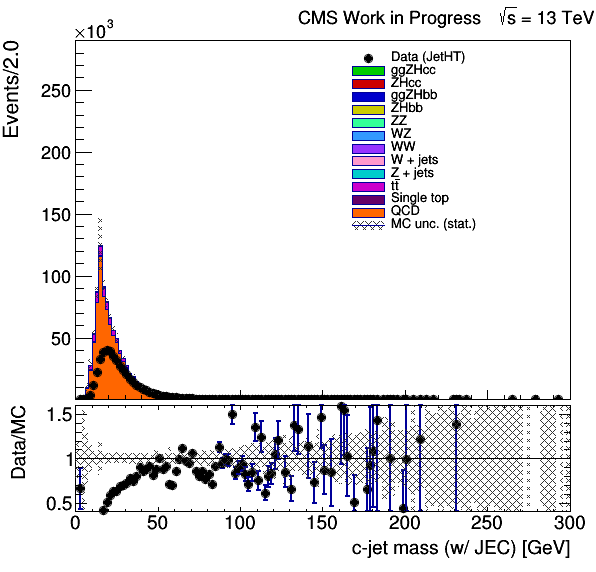 CMS Work in Progress √s = 13 TeV
×10³
Events/2.0
250
200
150
100
50
Data (JetHT)
ggZHcc
ZHcc
ggZHbb
ZHbb
ZZ
WZ
WW
W + jets
Z + jets
tt̄
Single top
QCD
MC unc. (stat.)
Data/MC
1.5
1
0.5
0 50 100 150 200 250 300
c-jet mass (w/ JEC) [GeV]